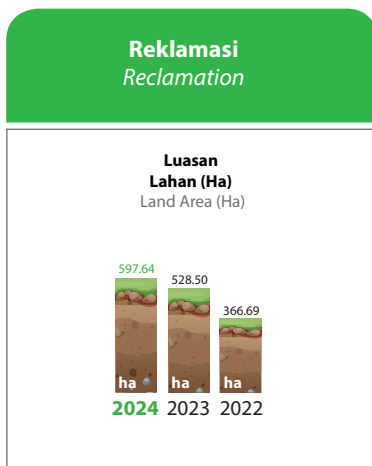 Reklamasi
Reclamation
Luasan
Lahan (Ha)
Land Area (Ha)
597.64
528.50
366.69
ha ha ha
2024 2023 2022